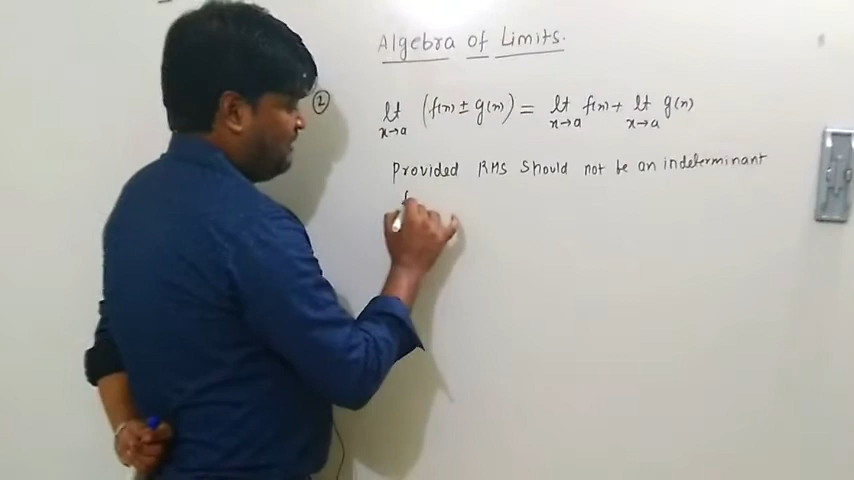 Algebra of Limits.
② lt x→a (f(x) ± g(x)) = lt x→a f(x) + lt x→a g(x)
Provided RHS should not be an indeterminant
f